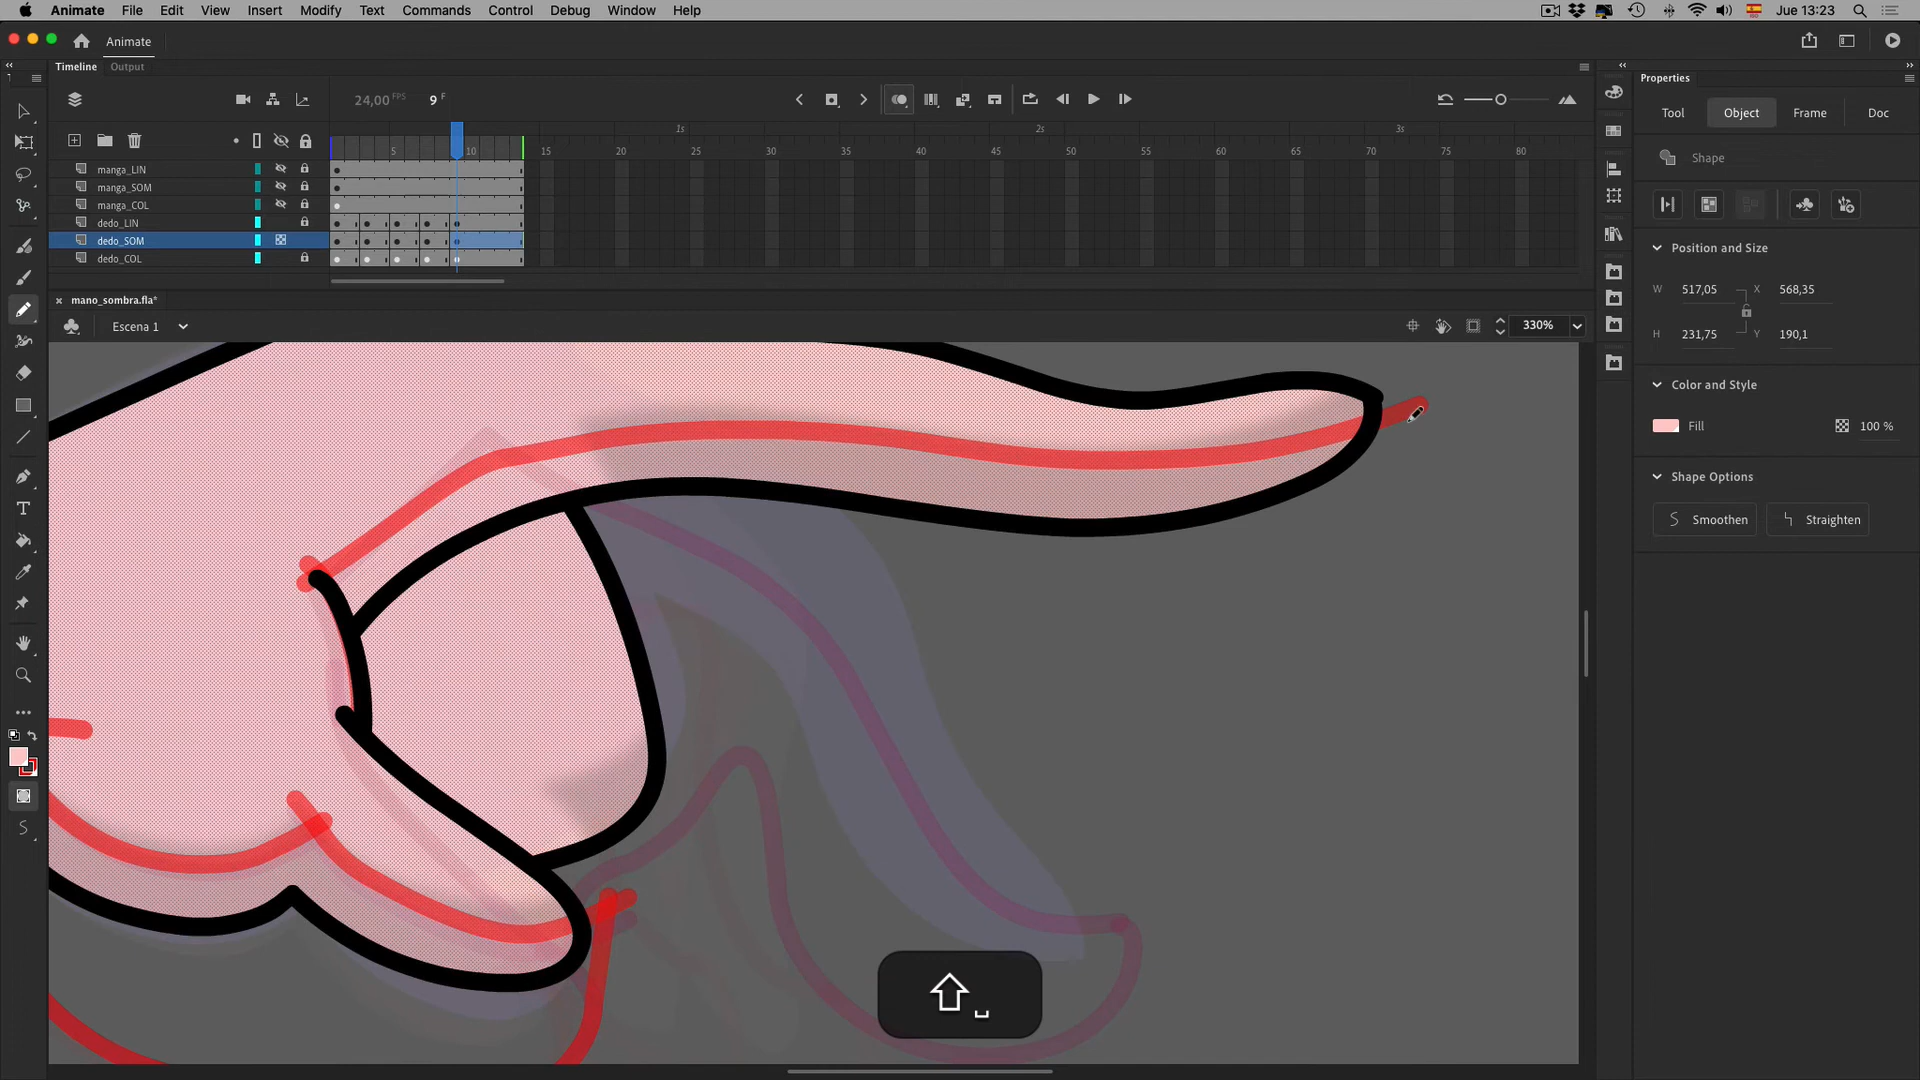 Animate File Edit View Insert Modify Text Commands Control Debug Window Help Jue 13:23
Animate
Timeline Output
Properties
24,00 FPS 9 F
Tool Object Frame Doc
1s 2s 3s
5 10 15 20 25 30 35 40 45 50 55 60 65 70 75 80
Shape
manga_LIN
manga_SOM
manga_COL
dedo_LIN
dedo_SOM
dedo_COL
Position and Size
W 517,05 X 568,35
H 231,75 Y 190,1
mano_sombra.fla*
Escena 1 330%
Color and Style
Fill 100 %
Shape Options
Smoothen Straighten